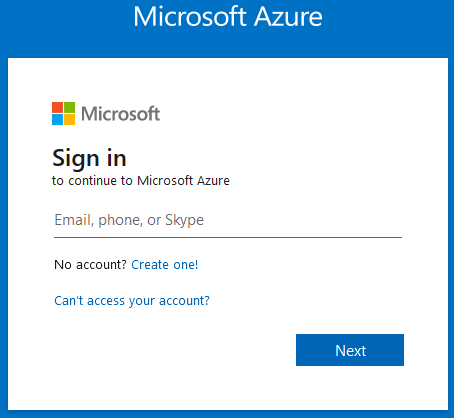 Microsoft Azure
Microsoft
Sign in
to continue to Microsoft Azure
Email, phone, or Skype
No account? Create one!
Can't access your account?
Next